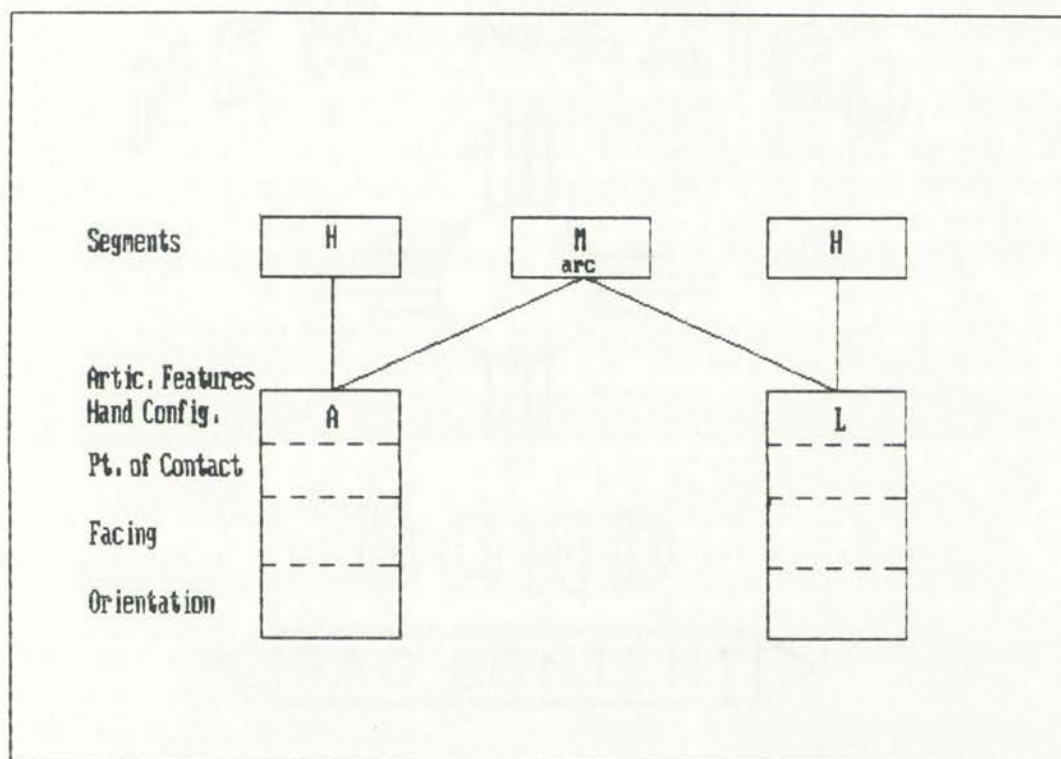 Segments H M H
arc
Artic. Features
Hand Config. A L
Pt. of Contact
Facing
Orientation